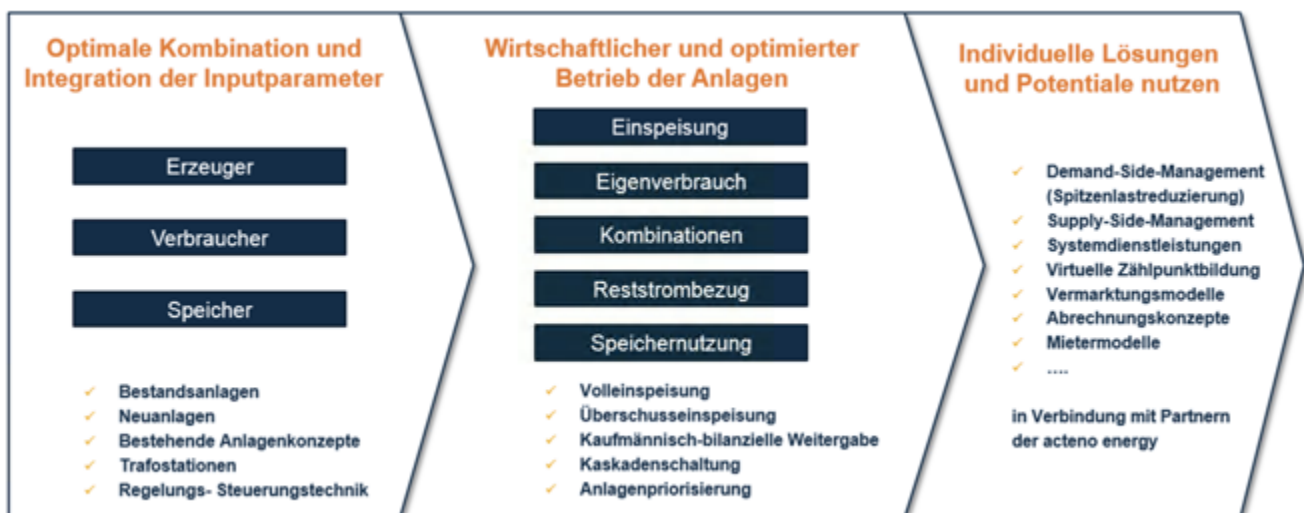 Optimale Kombination und
Integration der Inputparameter
Erzeuger
Verbraucher
Speicher
Bestandsanlagen
Neuanlagen
Bestehende Anlagenkonzepte
Trafostationen
Regelungs- Steuerungstechnik
Wirtschaftlicher und optimierter
Betrieb der Anlagen
Einspeisung
Eigenverbrauch
Kombinationen
Reststrombezug
Speichernutzung
Volleinspeisung
Überschusseinspeisung
Kaufmännisch-bilanzielle Weitergabe
Kaskadenschaltung
Anlagenpriorisierung
Individuelle Lösungen
und Potentiale nutzen
Demand-Side-Management
(Spitzenlastreduzierung)
Supply-Side-Management
Systemdienstleistungen
Virtuelle Zählpunktbildung
Vermarktungsmodelle
Abrechnungskonzepte
Mietermodelle
....
in Verbindung mit Partnern
der acteno energy